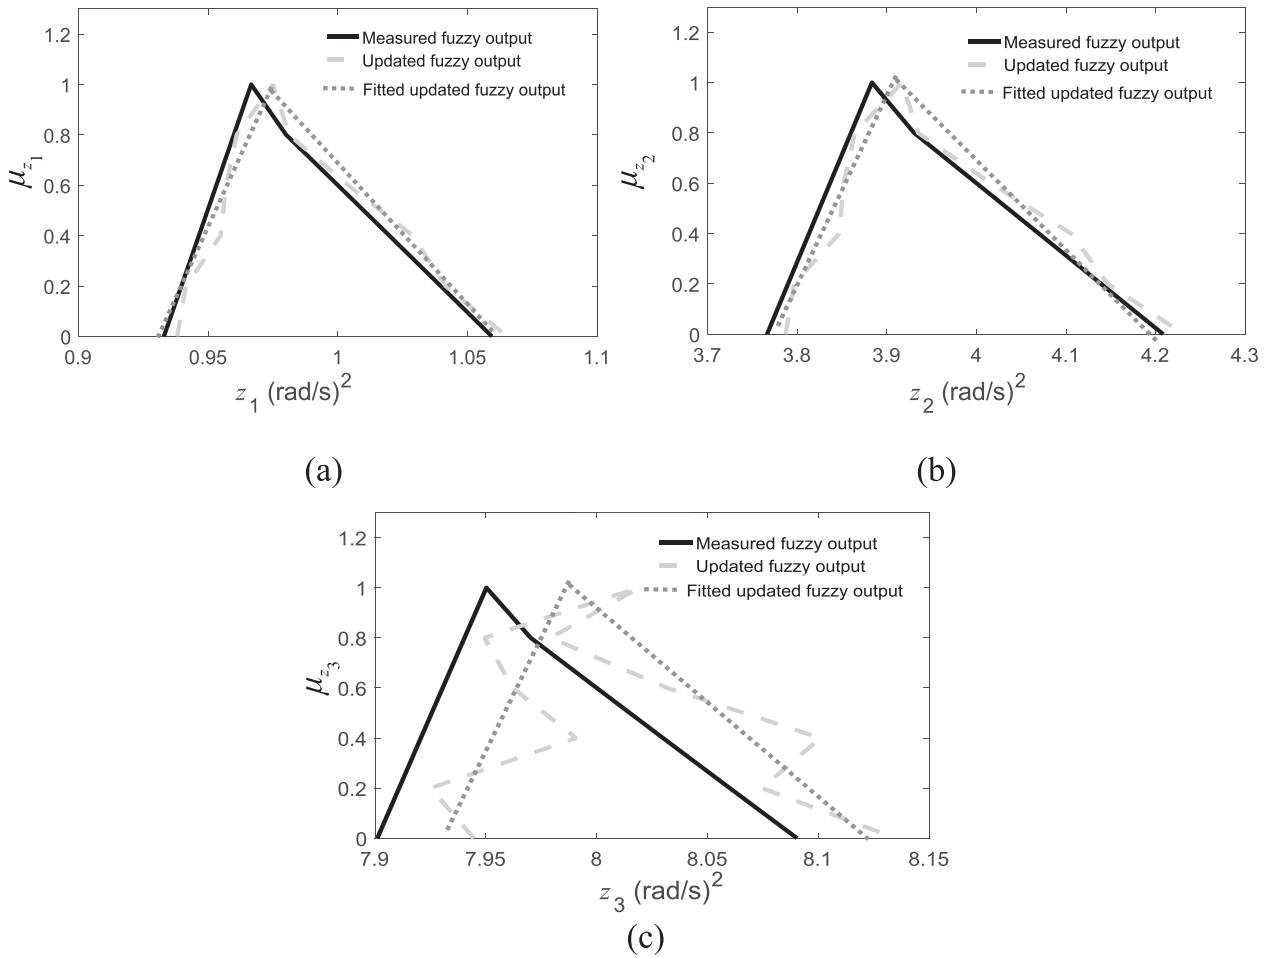 1.2
1
0.8
0.6
0.4
0.2
0
μz1
Measured fuzzy output
Updated fuzzy output
Fitted updated fuzzy output
0.9 0.95 1 1.05 1.1
z1 (rad/s)2
(a)
1.2
1
0.8
0.6
0.4
0.2
0
μz2
Measured fuzzy output
Updated fuzzy output
Fitted updated fuzzy output
3.7 3.8 3.9 4 4.1 4.2 4.3
z2 (rad/s)2
(b)
1.2
1
0.8
0.6
0.4
0.2
0
μz3
Measured fuzzy output
Updated fuzzy output
Fitted updated fuzzy output
7.9 7.95 8 8.05 8.1 8.15
z3 (rad/s)2
(c)